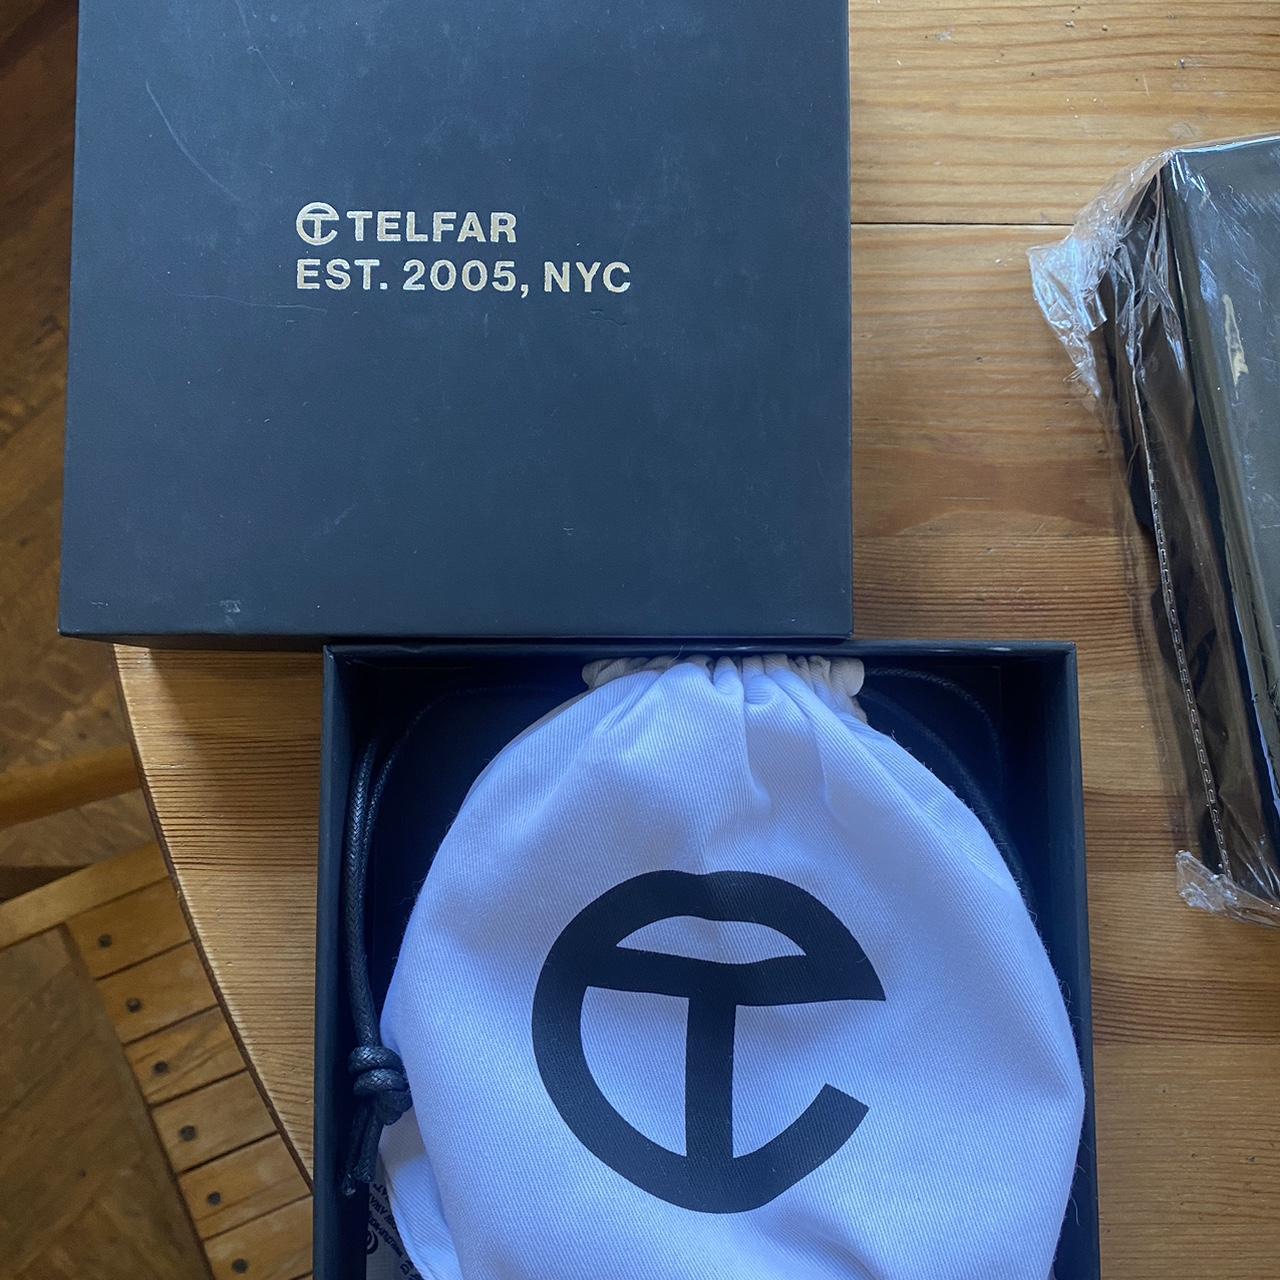 TELFAR
EST. 2005, NYC